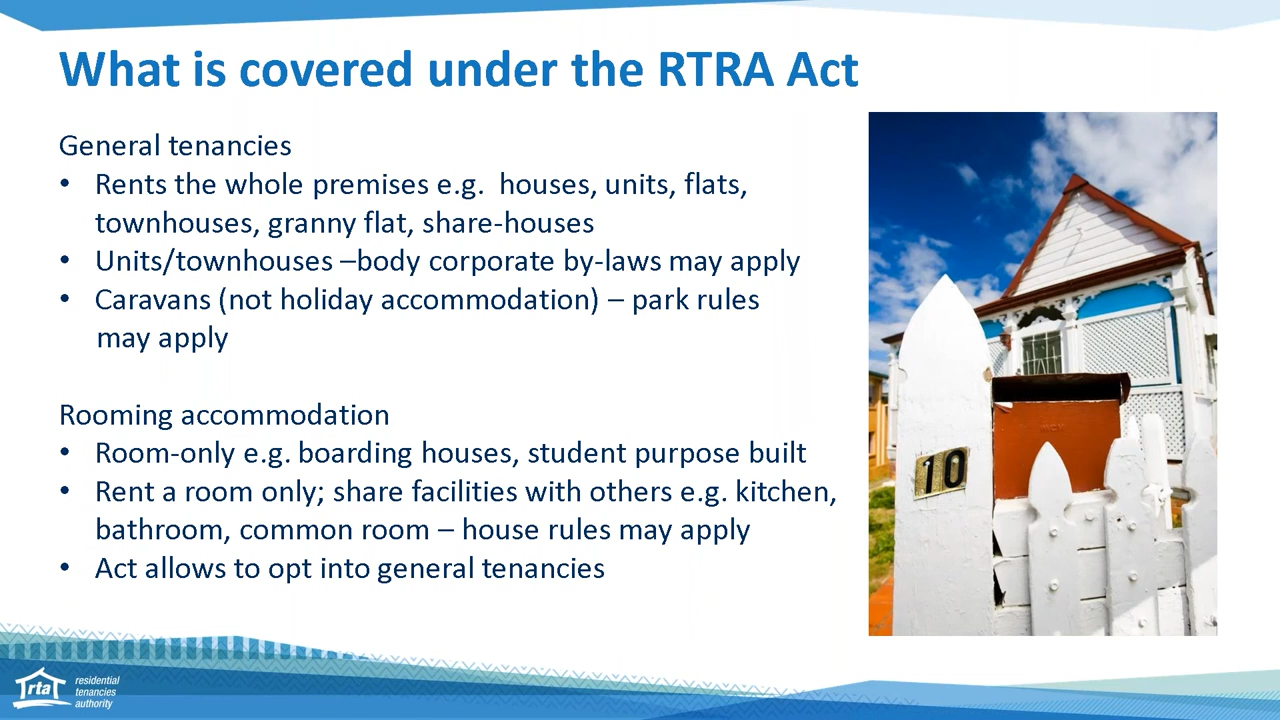 What is covered under the RTRA Act
General tenancies
• Rents the whole premises e.g. houses, units, flats,
townhouses, granny flat, share-houses
• Units/townhouses –body corporate by-laws may apply
• Caravans (not holiday accommodation) – park rules
may apply
Rooming accommodation
• Room-only e.g. boarding houses, student purpose built
• Rent a room only; share facilities with others e.g. kitchen,
bathroom, common room – house rules may apply
• Act allows to opt into general tenancies
10
rta
residential
tenancies
authority